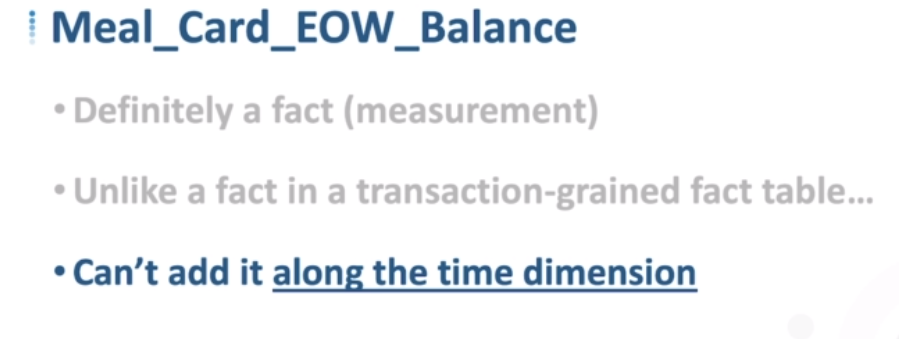 Meal_Card_EOW_Balance
• Definitely a fact (measurement)
• Unlike a fact in a transaction-grained fact table...
• Can't add it along the time dimension